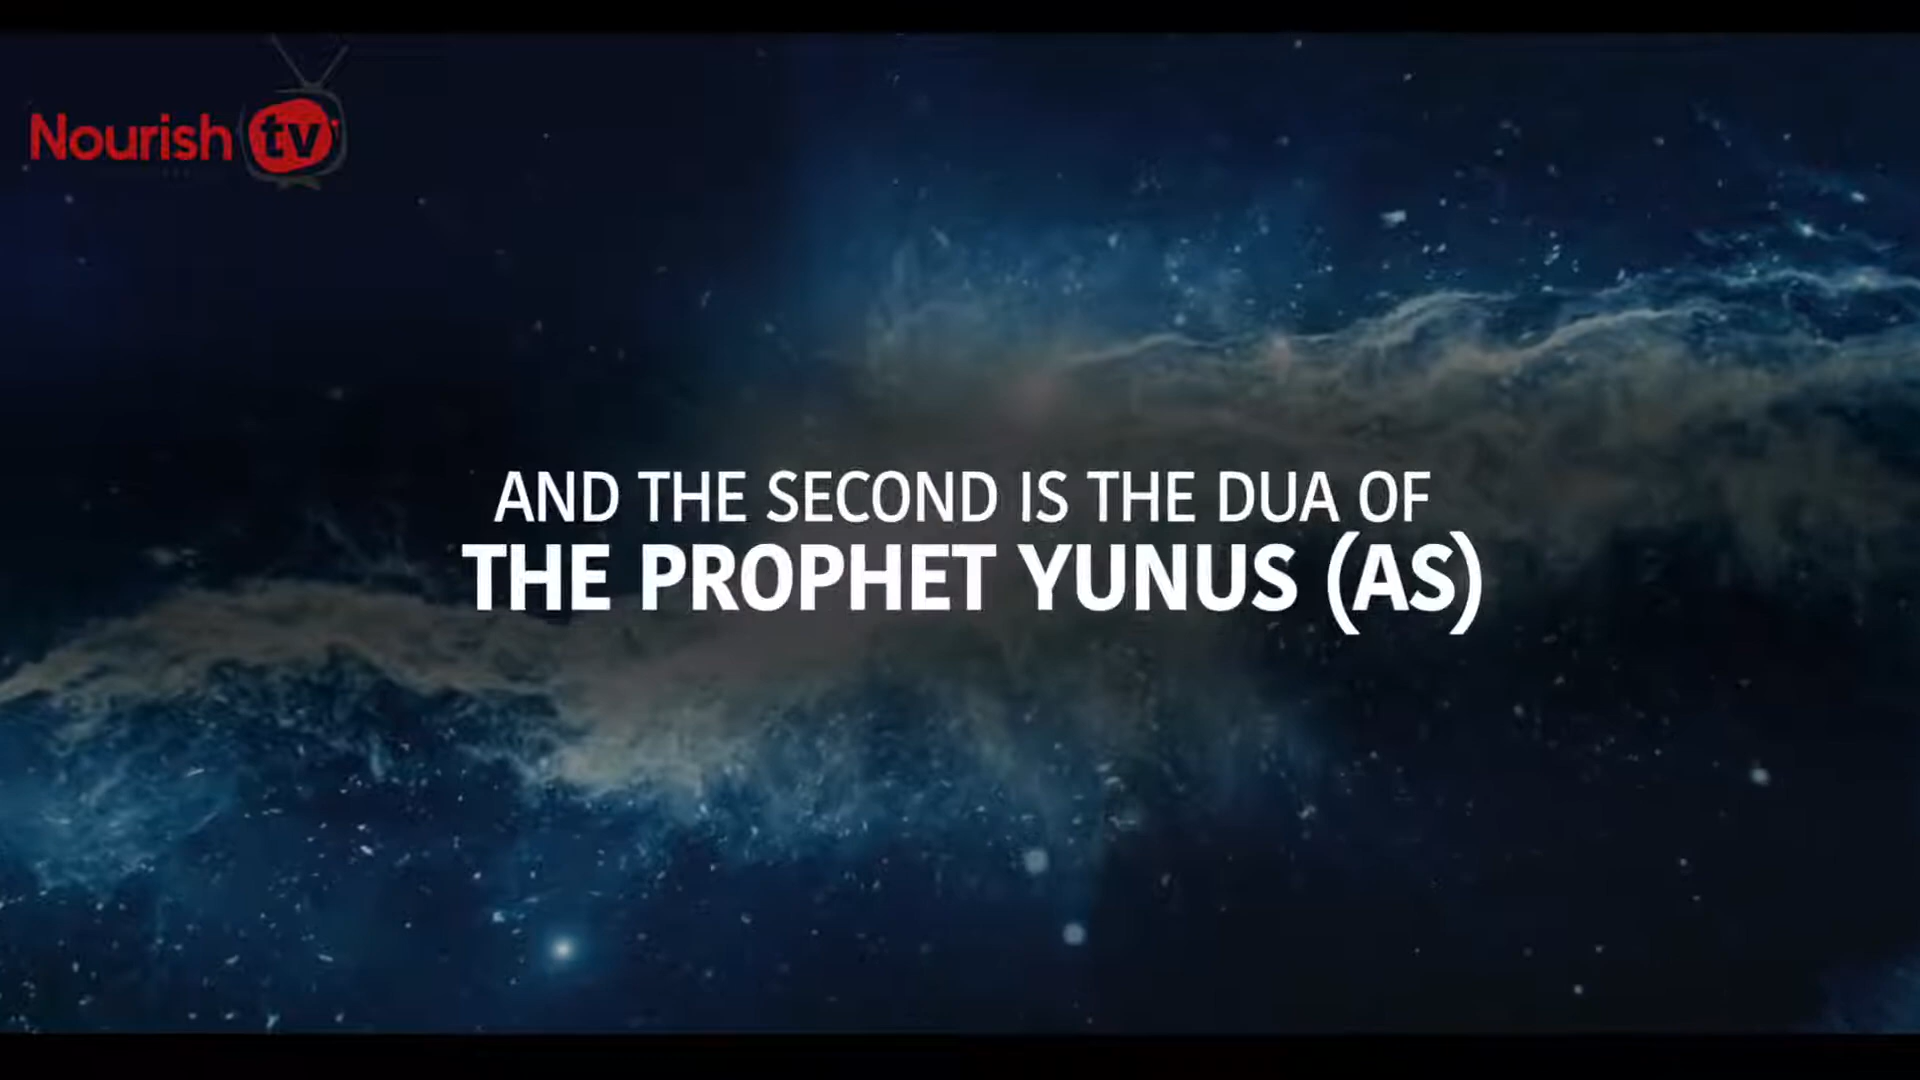 Nourish tv
AND THE SECOND IS THE DUA OF
THE PROPHET YUNUS (AS)